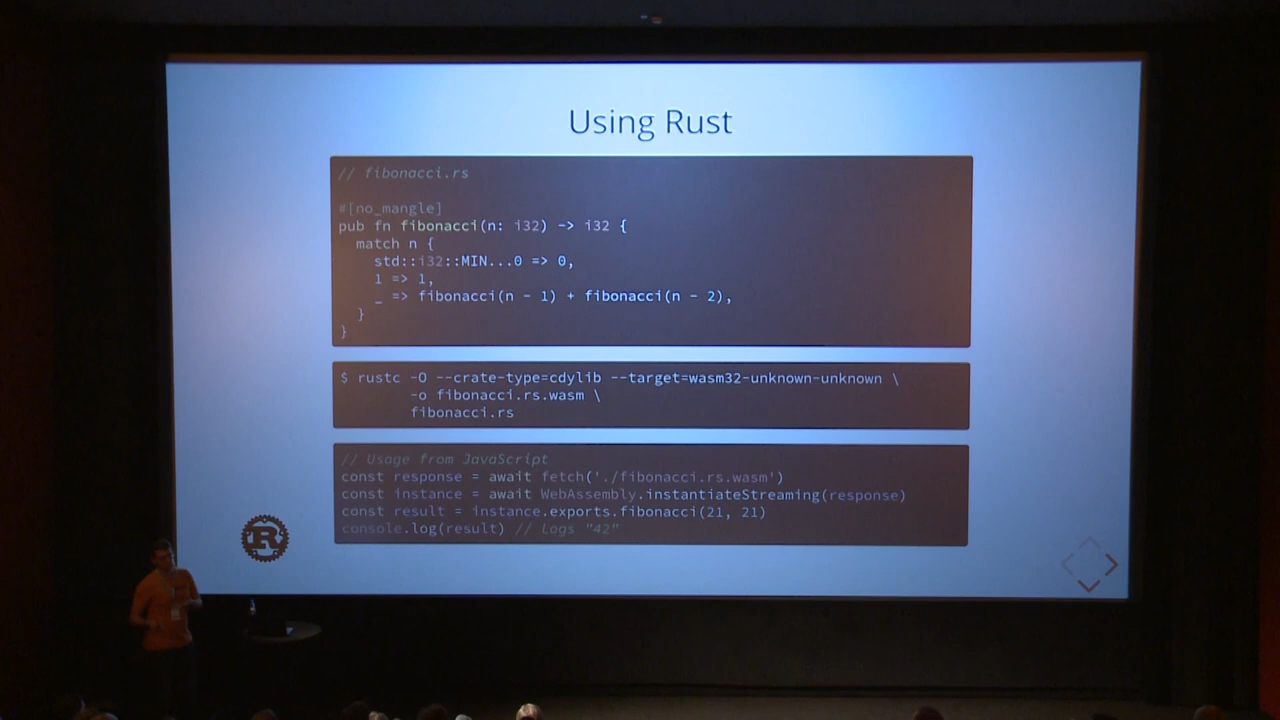 Using Rust
// fibonacci.rs
#[no_mangle]
pub fn fibonacci(n: i32) -> i32 {
  match n {
    std::i32::MIN...0 => 0,
    1 => 1,
    _ => fibonacci(n - 1) + fibonacci(n - 2),
  }
}
$ rustc -O --crate-type=cdylib --target=wasm32-unknown-unknown \
        -o fibonacci.rs.wasm \
        fibonacci.rs
// Usage from JavaScript
const response = await fetch('./fibonacci.rs.wasm')
const instance = await WebAssembly.instantiateStreaming(response)
const result = instance.exports.fibonacci(21, 21)
console.log(result) // Logs "42"
R